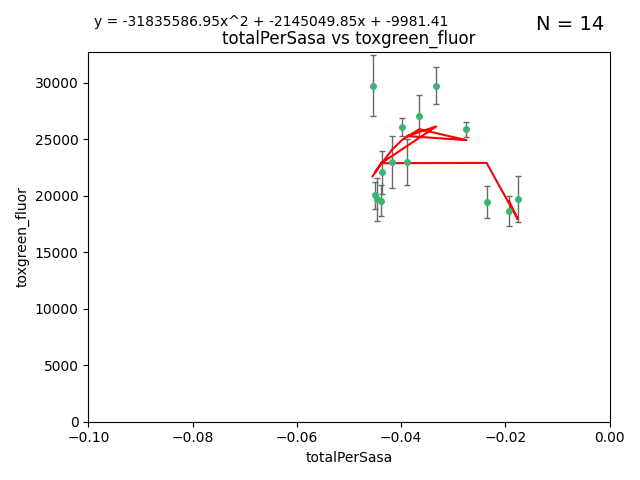 y = -31835586.95x^2 + -2145049.85x + -9981.41
N = 14
totalPerSasa vs toxgreen_fluor
30000
25000
20000
15000
10000
5000
0
toxgreen_fluor
−0.10
−0.08
−0.06
−0.04
−0.02
0.00
totalPerSasa